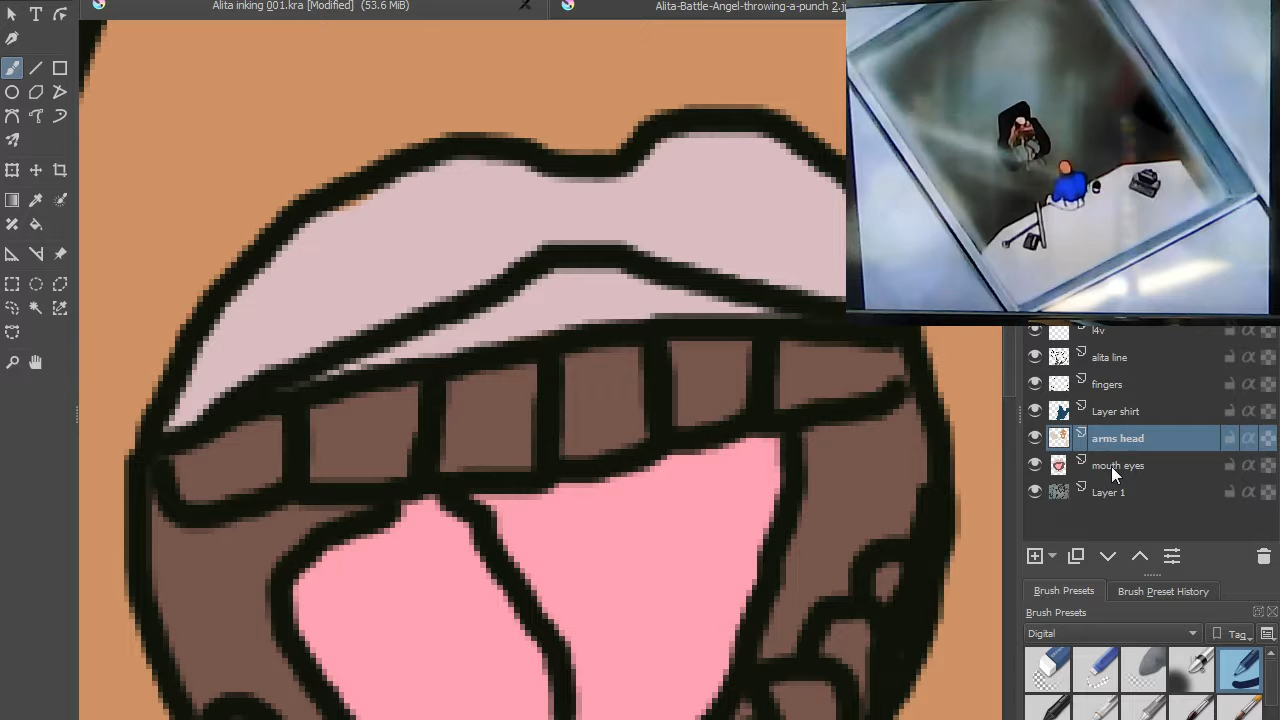 Alita inking 001.kra [Modified] (53.6 MiB)
Alita-Battle-Angel-throwing-a-punch 2.j
l4v
alita line
fingers
Layer shirt
arms head
mouth eyes
Layer 1
Brush Presets
Brush Preset History
Brush Presets
Digital
Tag